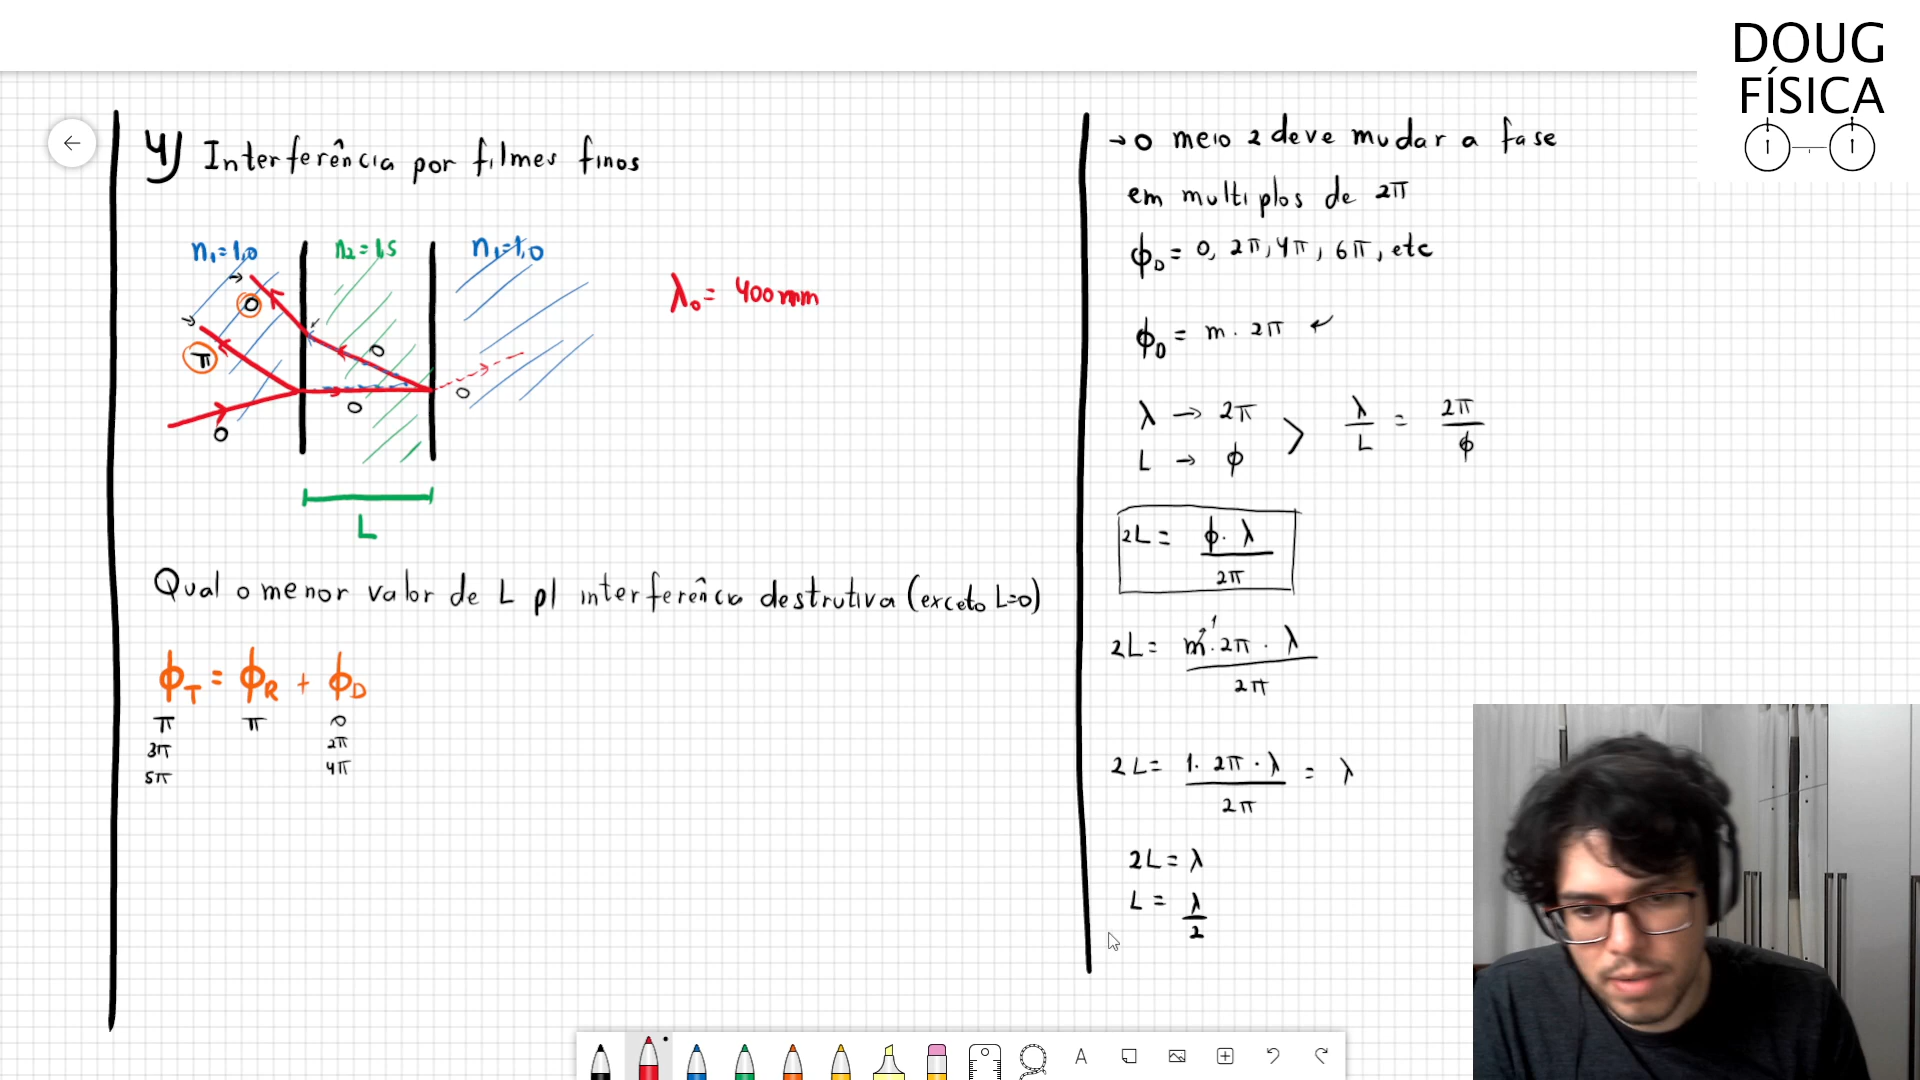 DOUG
FÍSICA
4) Interferência por filmes finos
n₁=1,0 n₂=1,5 n₁=1,0
λ₀= 400nm
0
π
0
0
0
0
L
Qual o menor valor de L p/ interferência destrutiva (exceto L=0)
ϕT = ϕR + ϕD
π π 0
3π 2π
5π 4π
→ O meio 2 deve mudar a fase
em multiplos de 2π
ϕD = 0, 2π, 4π, 6π, etc
ϕD = m. 2π ↙
λ → 2π
L → ϕ
> λ/L = 2π/ϕ
2L = ϕ. λ / 2π
2L = m¹. 2π . λ / 2π
2L = 1. 2π . λ / 2π = λ
2L = λ
L = λ/2
A